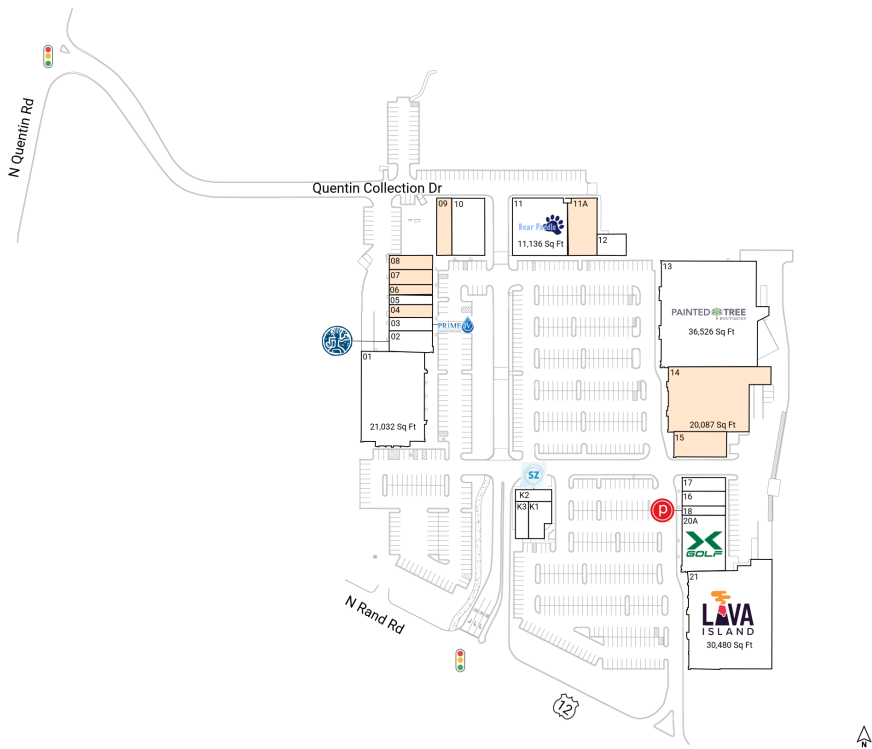 N Quentin Rd
Quentin Collection Dr
09
10
11
Bear Paddle
11,136 Sq Ft
11A
12
08
07
06
05
04
03
PRIME IV
02
01
21,032 Sq Ft
13
PAINTED TREE
BOUTIQUES
36,526 Sq Ft
14
20,087 Sq Ft
15
SZ
K2
K3
K1
17
16
p
18
20A
X GOLF
21
LAVA
ISLAND
30,480 Sq Ft
N Rand Rd
12
N